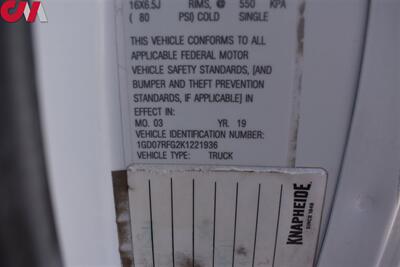 16X6.5J RIMS, @ 550 KPA
( 80 PSI) COLD SINGLE
THIS VEHICLE CONFORMS TO ALL
APPLICABLE FEDERAL MOTOR
VEHICLE SAFETY STANDARDS, [AND
BUMPER AND THEFT PREVENTION
STANDARDS, IF APPLICABLE] IN
EFFECT IN:
MO. 03 YR. 19
VEHICLE IDENTIFICATION NUMBER:
1GD07RFG2K1221936
VEHICLE TYPE: TRUCK
KNAPHEIDE
SINCE 1848